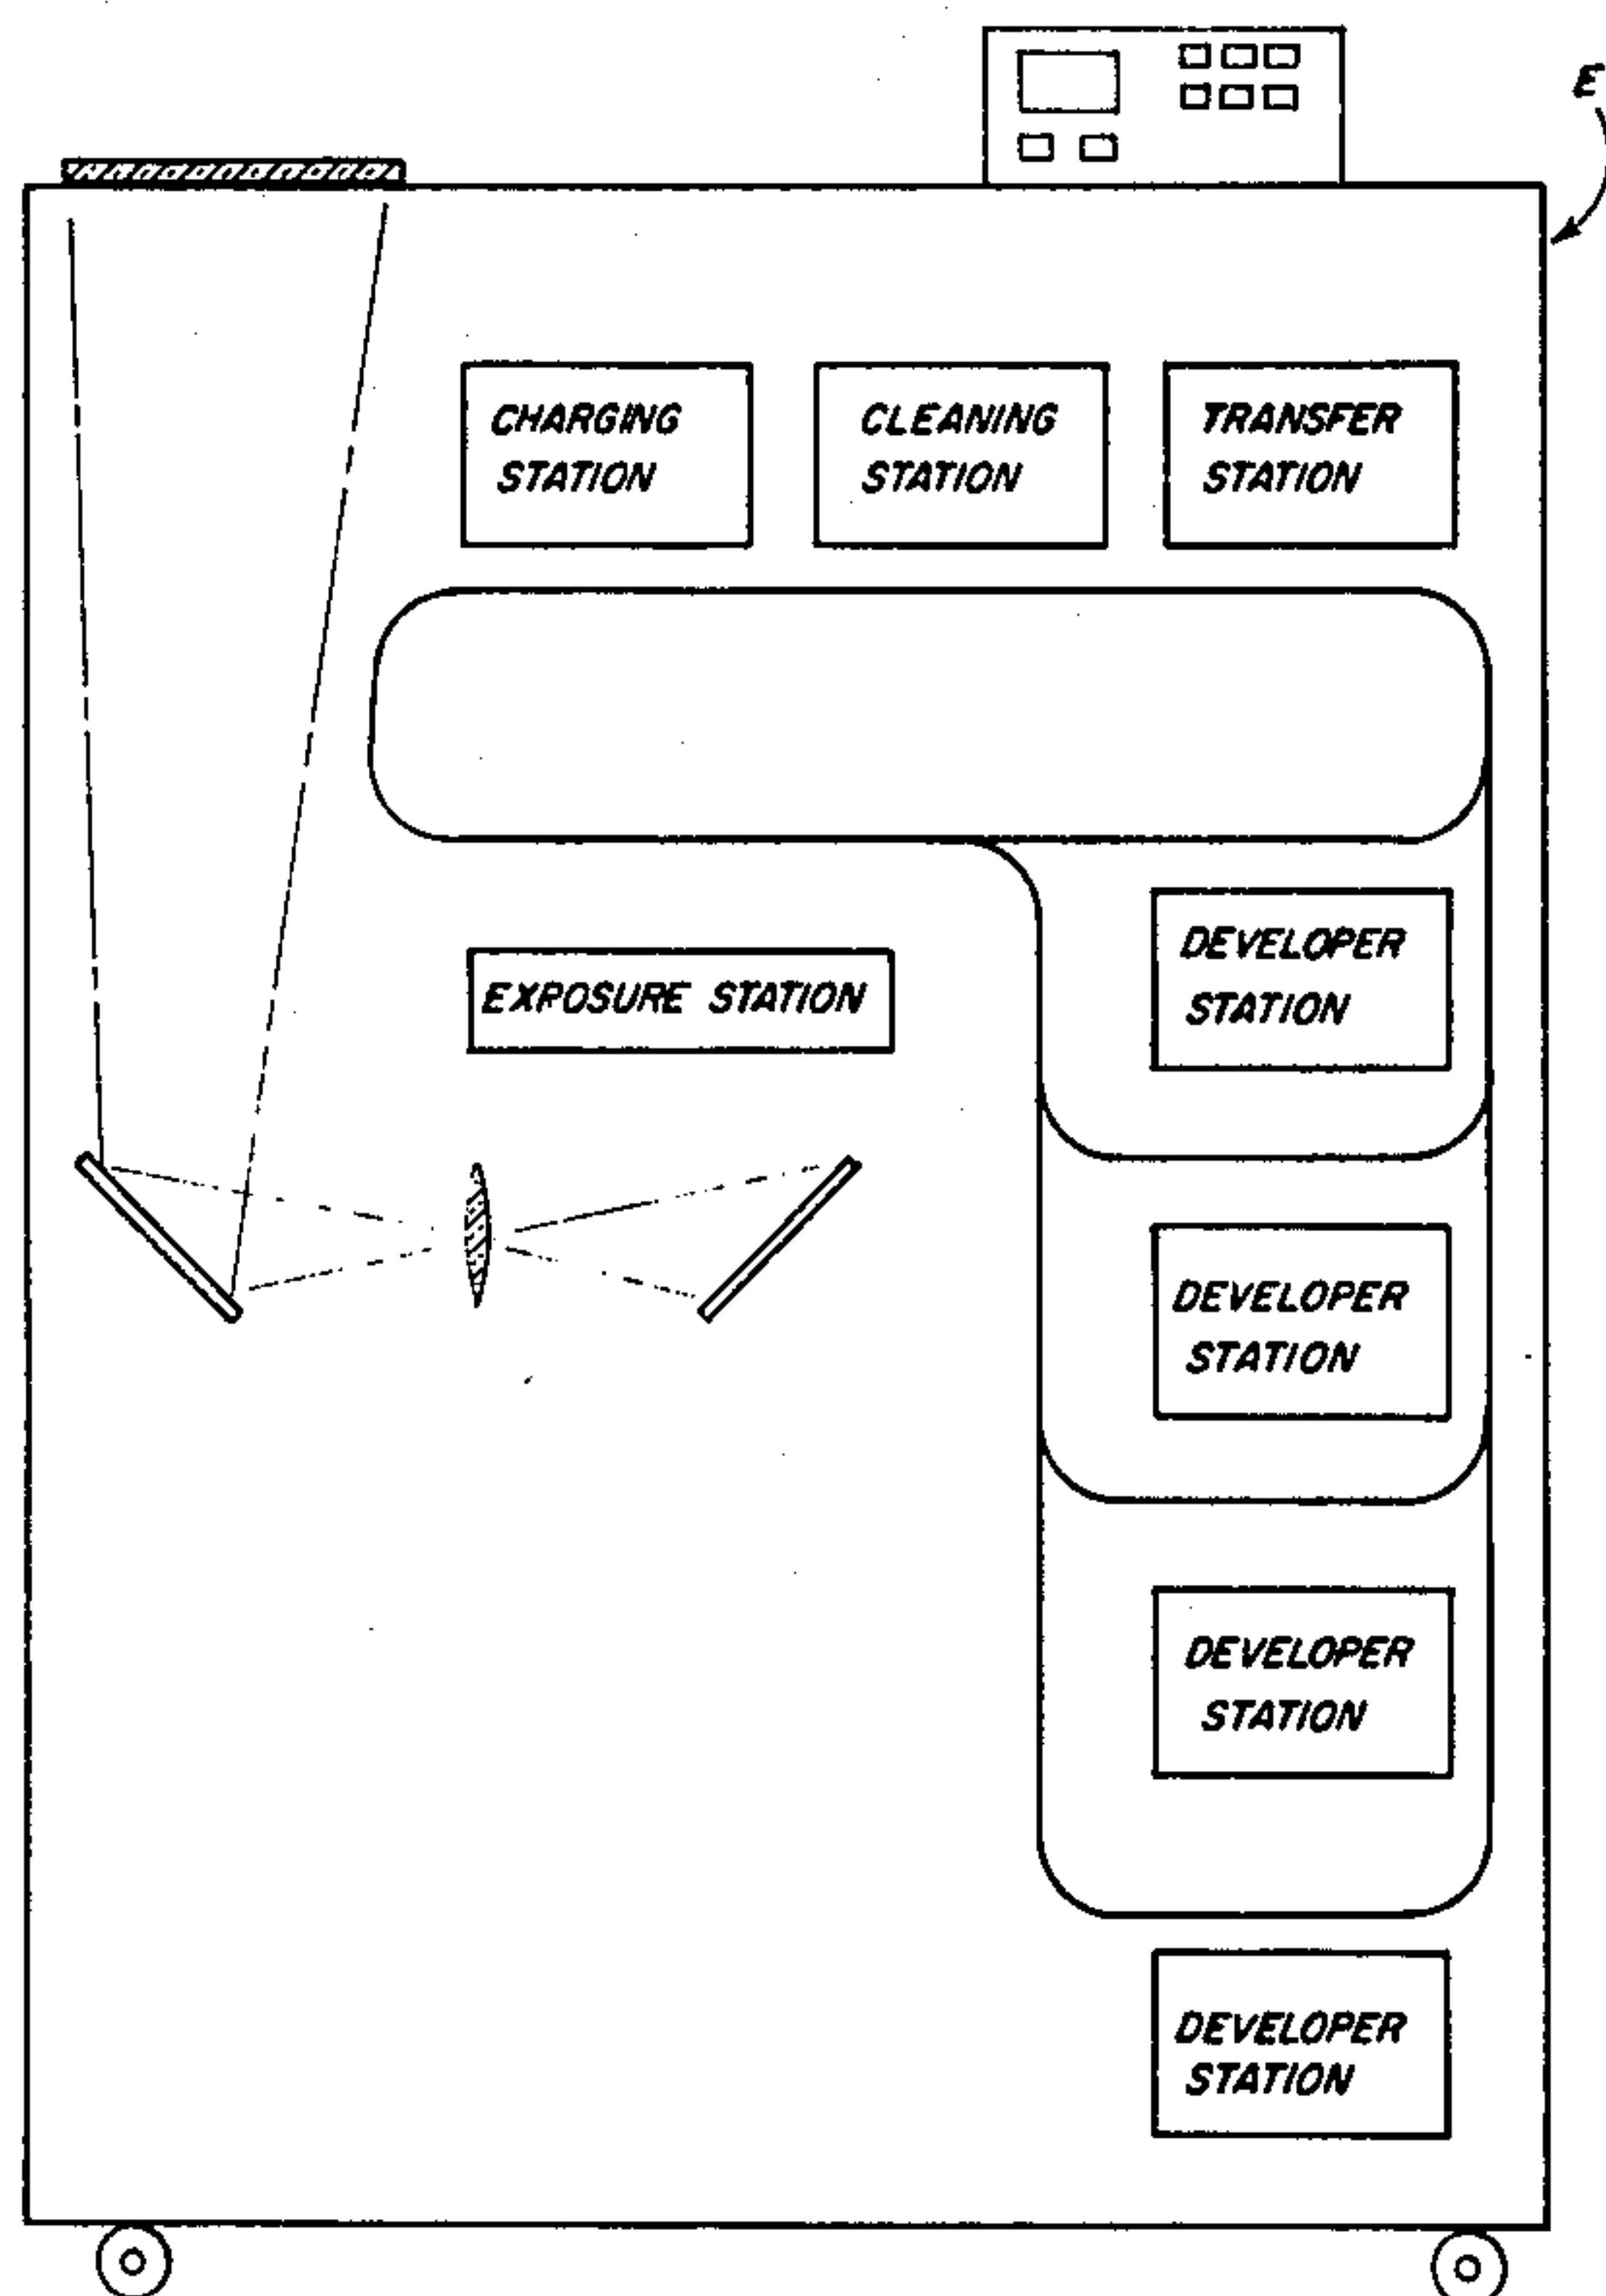 E
CHARGING
STATION
CLEANING
STATION
TRANSFER
STATION
DEVELOPER
STATION
EXPOSURE STATION
DEVELOPER
STATION
DEVELOPER
STATION
DEVELOPER
STATION